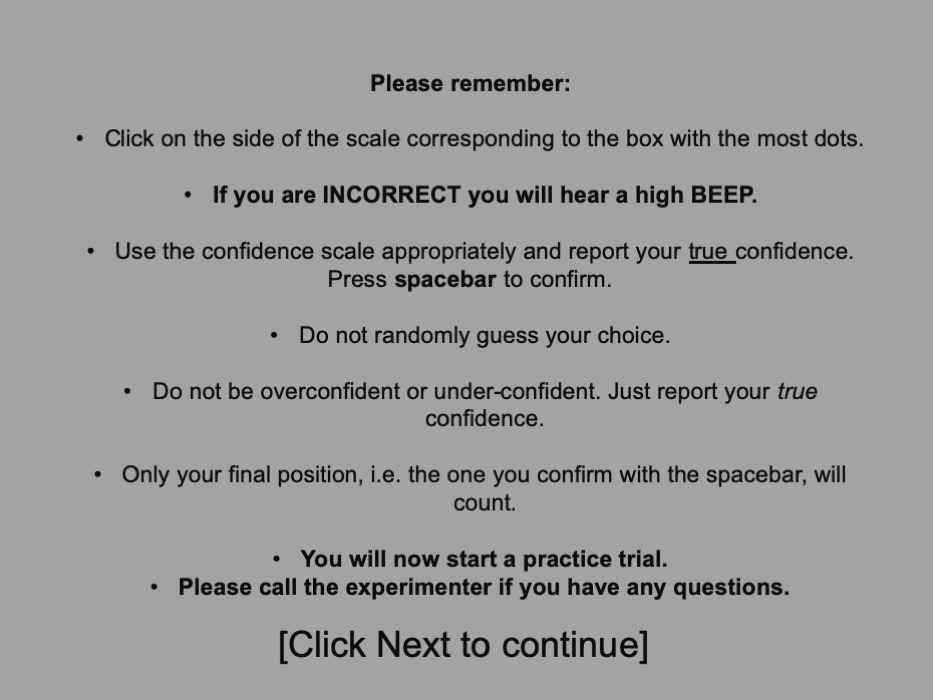 Please remember:
• Click on the side of the scale corresponding to the box with the most dots.
• If you are INCORRECT you will hear a high BEEP.
• Use the confidence scale appropriately and report your true confidence.
Press spacebar to confirm.
• Do not randomly guess your choice.
• Do not be overconfident or under-confident. Just report your true
confidence.
• Only your final position, i.e. the one you confirm with the spacebar, will
count.
• You will now start a practice trial.
• Please call the experimenter if you have any questions.
[Click Next to continue]